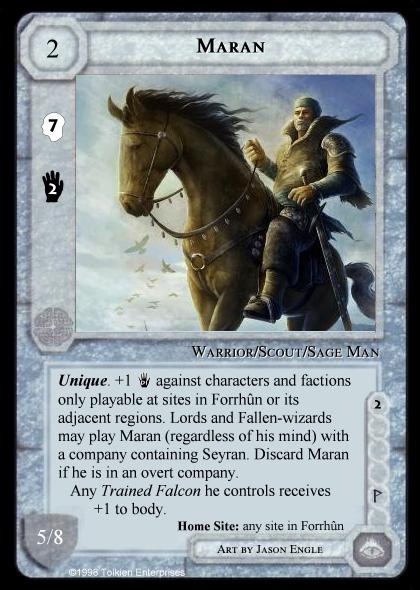 2
MARAN
7
2
WARRIOR/SCOUT/SAGE MAN
Unique. +1 against characters and factions
only playable at sites in Forrhûn or its
adjacent regions. Lords and Fallen-wizards
may play Maran (regardless of his mind) with
a company containing Seyran. Discard Maran
if he is in an overt company.
Any Trained Falcon he controls receives
+1 to body.
2
Home Site: any site in Forrhûn
5/8
ART BY JASON ENGLE
©1998 Tolkien Enterprises